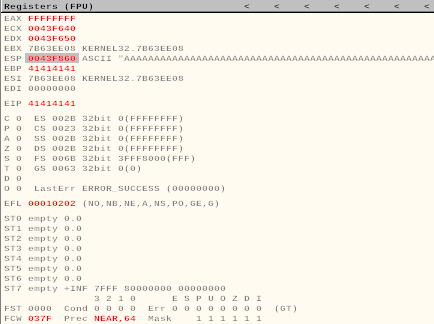 Registers (FPU) < < < < < < <
EAX FFFFFFFF
ECX 0043F640
EDX 0043F650
EBX 7B63EE08 KERNEL32.7B63EE08
ESP 0043F860 ASCII "AAAAAAAAAAAAAAAAAAAAAAAAAAAAAAAAAAAAAAAAAAAAAAAAAAAA
EBP 41414141
ESI 7B63EE08 KERNEL32.7B63EE08
EDI 00000000
EIP 41414141
C 0 ES 002B 32bit 0(FFFFFFFF)
P 0 CS 0023 32bit 0(FFFFFFFF)
A 0 SS 002B 32bit 0(FFFFFFFF)
Z 0 DS 002B 32bit 0(FFFFFFFF)
S 0 FS 006B 32bit 3FFF8000(FFF)
T 0 GS 0063 32bit 0(0)
D 0
O 0 LastErr ERROR_SUCCESS (00000000)
EFL 00010202 (NO,NB,NE,A,NS,PO,GE,G)
ST0 empty 0.0
ST1 empty 0.0
ST2 empty 0.0
ST3 empty 0.0
ST4 empty 0.0
ST5 empty 0.0
ST6 empty 0.0
ST7 empty +INF 7FFF 80000000 00000000
3 2 1 0 E S P U O Z D I
FST 0000 Cond 0 0 0 0 Err 0 0 0 0 0 0 0 0 (GT)
FCW 037F Prec NEAR,64 Mask 1 1 1 1 1 1